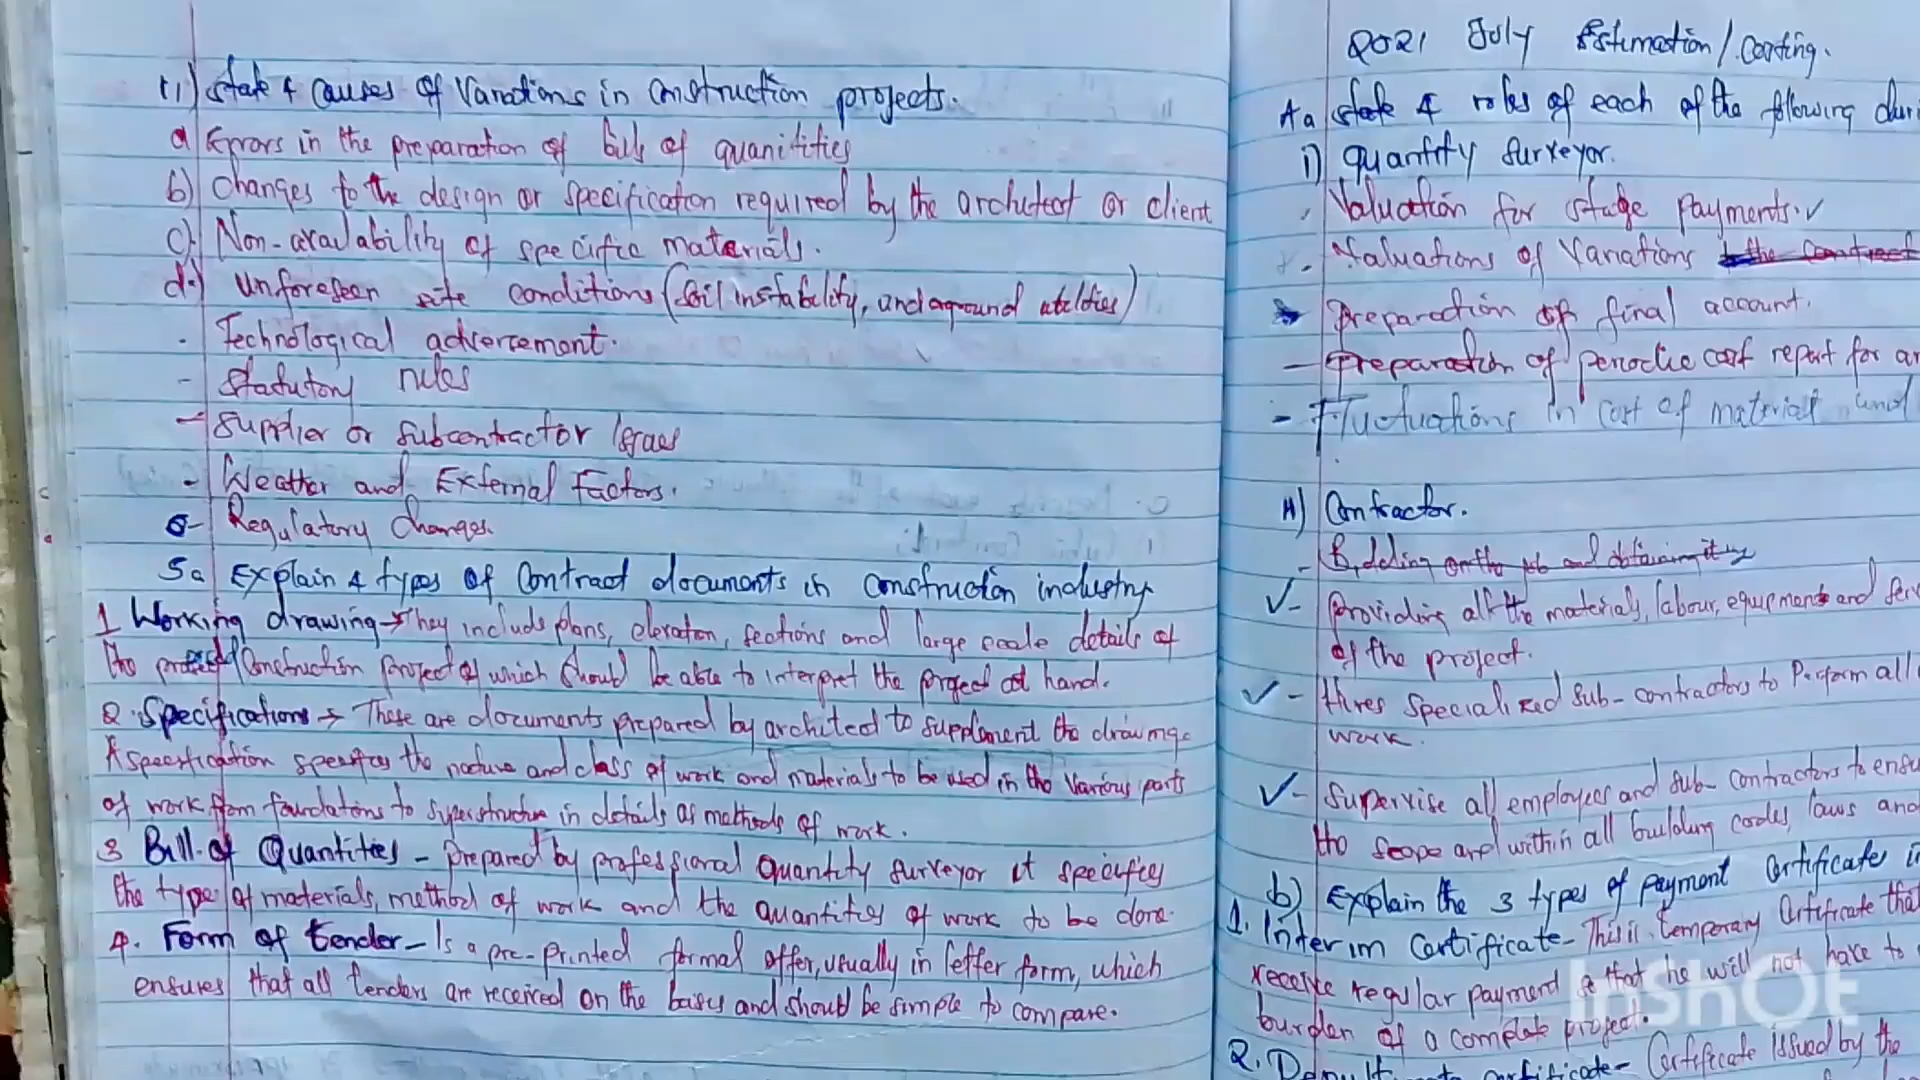 ii) State 4 causes of Variations in construction projects.
a Errors in the preparation of bills of quanitities
b) Changes to the design or specification required by the architect or client
c) Non-availability of specific materials.
d.) unforeseen site conditions (Soil instability, underground utilities)
- Technological advercement.
- Statutory rules
- Supplier or Subcontractor Issues
- Weather and External Factors.
- Regulatory Changes.
5a Explain 4 types of Contract documents in construction industry
1 Working drawing → They include plans, elevation, sections and large scale details of
the construction project of which should be able to interpret the project at hand.
2. Specifications → These are documents prepared by architect to supplement the drawings
A specification specifies the nature and class of work and materials to be used in the various parts
of work from foundations to superstructure in details as methods of work.
3 Bill of Quantities - prepared by professional quantity surveyor it specifies
the type of materials, method of work and the quantities of work to be done.
4. Form of tender - Is a pre-printed formal offer, usually in letter form, which
ensures that all tenders are received on the basis and should be simple to compare.
2021 July Estimation / Costing.
4a State 4 roles of each of the following
i) quantity surveyor.
Valuation for stage payments.
Valuations of Variations the contract
Preparation of final account.
- Preparation of periodic cost report for
- Fluctuations in cost of material and
ii) Contractor.
- Bidding on the job and obtaining it
- Providing all the materials, labour, equipments and
of the project.
- Hires specialized sub-contractors to perform all
work.
- Supervise all employees and sub-contractors to
the scope and within all building codes, laws and
b) Explain the 3 types of payment certificate
1. Interim Certificate - This is temporary certificate that
receive regular payment so that he will not have to
burden of a complete project.
2. certificate - Certificate issued by the
InShOt